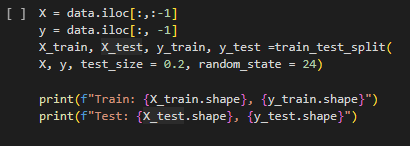 [ ] X = data.iloc[:,:-1]
y = data.iloc[:, -1]
X_train, X_test, y_train, y_test =train_test_split(
X, y, test_size = 0.2, random_state = 24)
print(f"Train: {X_train.shape}, {y_train.shape}")
print(f"Test: {X_test.shape}, {y_test.shape}")